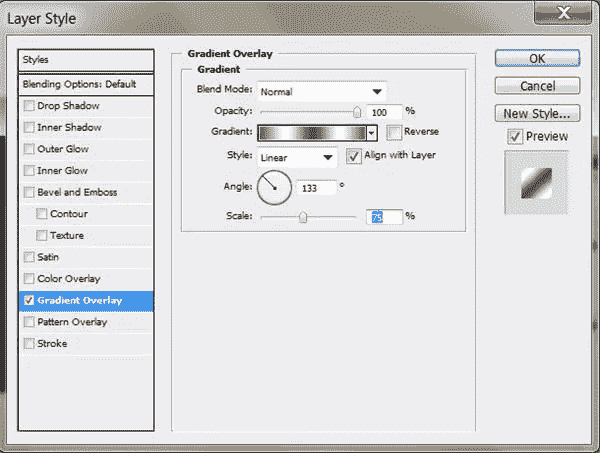 Layer Style
Styles
Blending Options: Default
Drop Shadow
Inner Shadow
Outer Glow
Inner Glow
Bevel and Emboss
Contour
Texture
Satin
Color Overlay
Gradient Overlay
Pattern Overlay
Stroke
Gradient Overlay
Gradient
Blend Mode: Normal
Opacity: 100 %
Gradient: Reverse
Style: Linear Align with Layer
Angle: 133 °
Scale: 75 %
OK
Cancel
New Style...
Preview